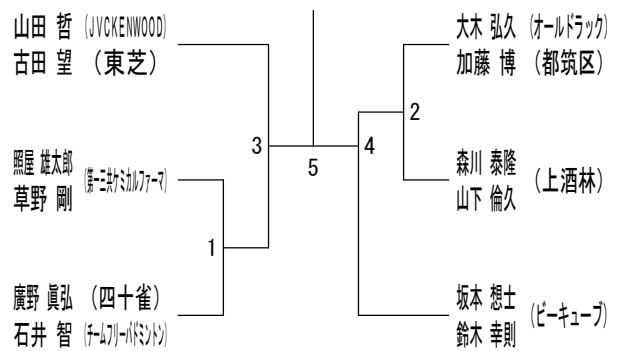 山田 哲 (JVCKENWOOD)
古田 望 (東芝)
照屋 雄太郎
草野 剛
(第一三共ケミカルファーマ)
廣野 眞弘 (四十雀)
石井 智 (チームフリーバドミントン)
3
1
5
4
2
大木 弘久 (オールドラック)
加藤 博 (都筑区)
森川 泰隆
山下 倫久
(上酒林)
坂本 想士
鈴木 幸則
(ビーキューブ)